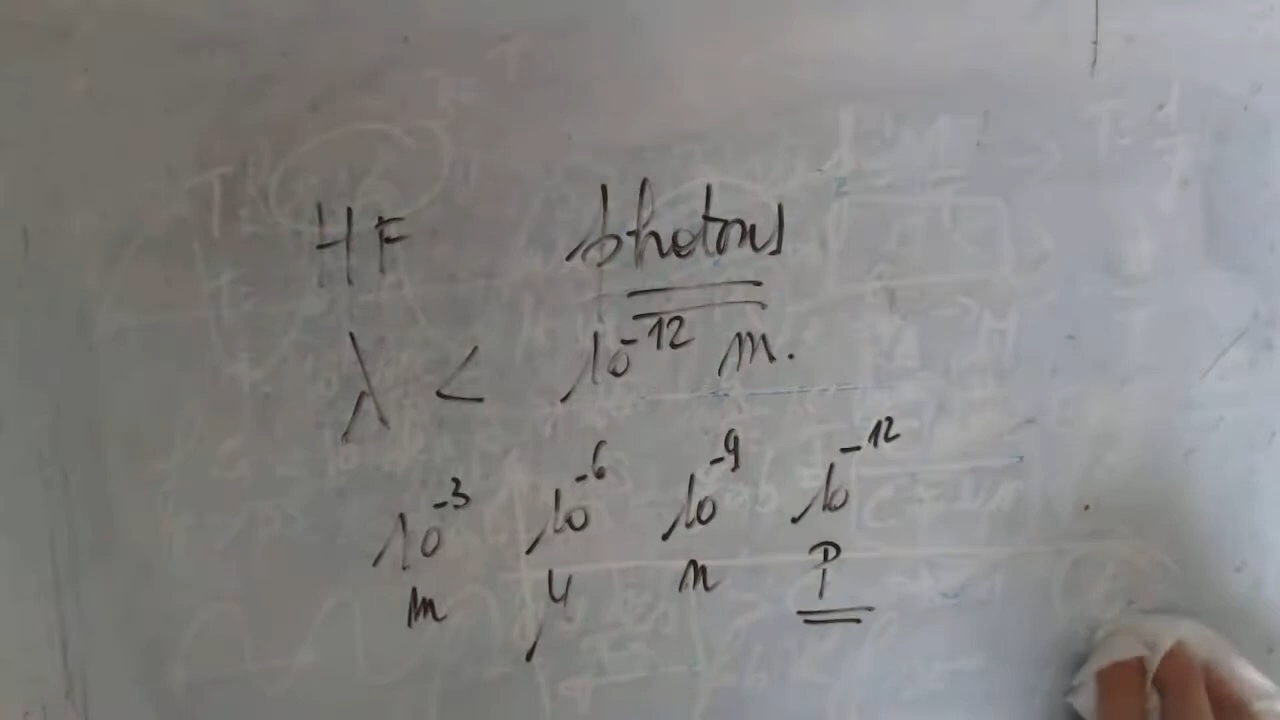 HF photons
λ < 10⁻¹² m.
10⁻³ 10⁻⁶ 10⁻⁹ 10⁻¹²
m μ n p